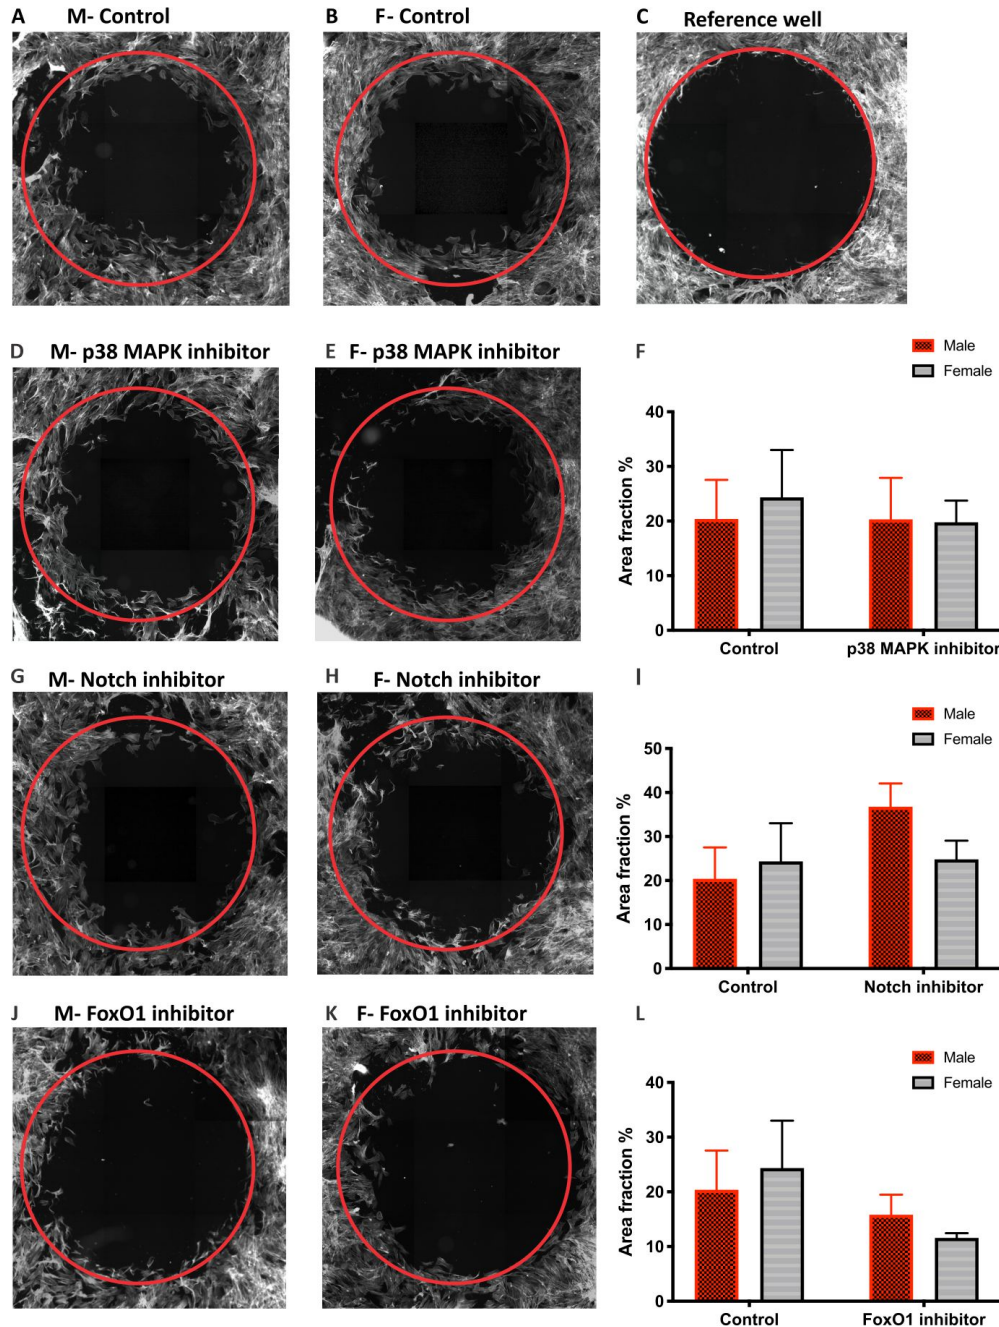 A M- Control
B F- Control
C Reference well
D M- p38 MAPK inhibitor
E F- p38 MAPK inhibitor
F
Male
Female
40
30
20
10
0
Area fraction %
Control
p38 MAPK inhibitor
G M- Notch inhibitor
H F- Notch inhibitor
I
Male
Female
50
40
30
20
10
0
Area fraction %
Control
Notch inhibitor
J M- FoxO1 inhibitor
K F- FoxO1 inhibitor
L
Male
Female
40
30
20
10
0
Area fraction %
Control
FoxO1 inhibitor